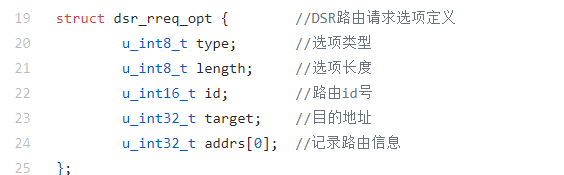 19 struct dsr_rreq_opt { //DSR路由请求选项定义
20 u_int8_t type; //选项类型
21 u_int8_t length; //选项长度
22 u_int16_t id; //路由id号
23 u_int32_t target; //目的地址
24 u_int32_t addrs[0]; //记录路由信息
25 };